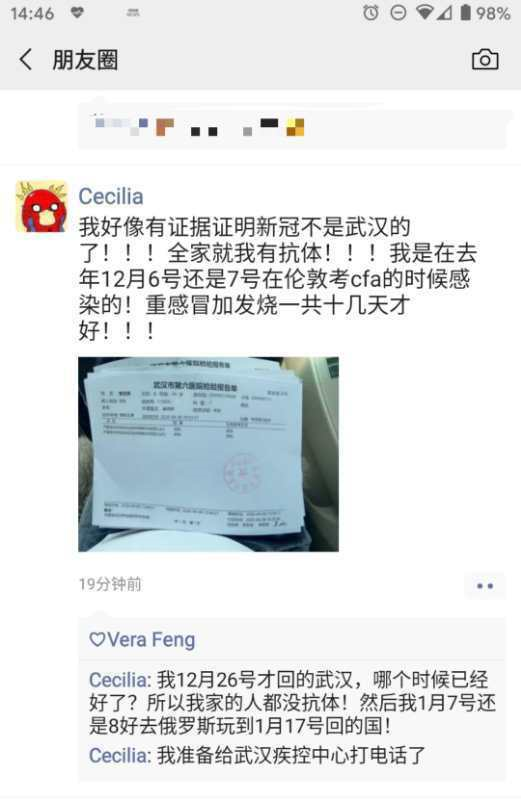 14:46
98%
朋友圈
Cecilia
我好像有证据证明新冠不是武汉的
了！！！全家就我有抗体！！！我是在去
年12月6号还是7号在伦敦考cfa的时候感
染的！重感冒加发烧一共十几天才
好！！！
武汉市第六医院检验报告单
19分钟前
Vera Feng
Cecilia: 我12月26号才回的武汉，哪个时候已经
好了？所以我家的人都没抗体！然后我1月7号还
是8好去俄罗斯玩到1月17号回的国！
Cecilia: 我准备给武汉疾控中心打电话了